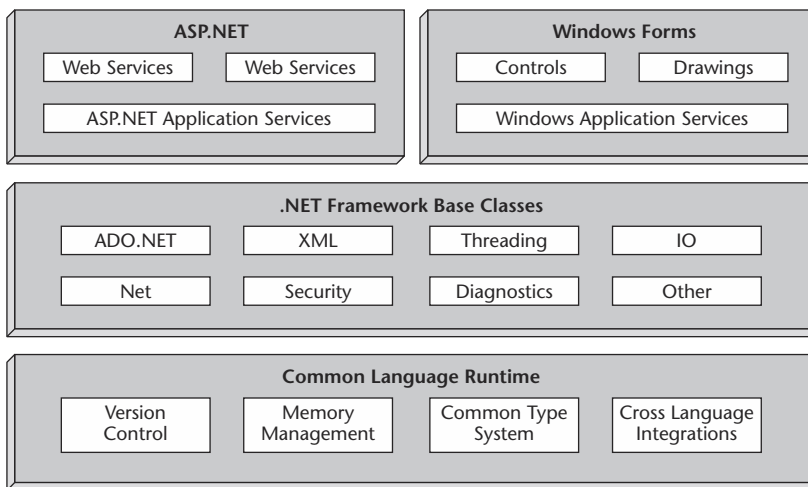 ASP.NET
Web Services
Web Services
ASP.NET Application Services
Windows Forms
Controls
Drawings
Windows Application Services
.NET Framework Base Classes
ADO.NET
XML
Threading
IO
Net
Security
Diagnostics
Other
Common Language Runtime
Version
Control
Memory
Management
Common Type
System
Cross Language
Integrations